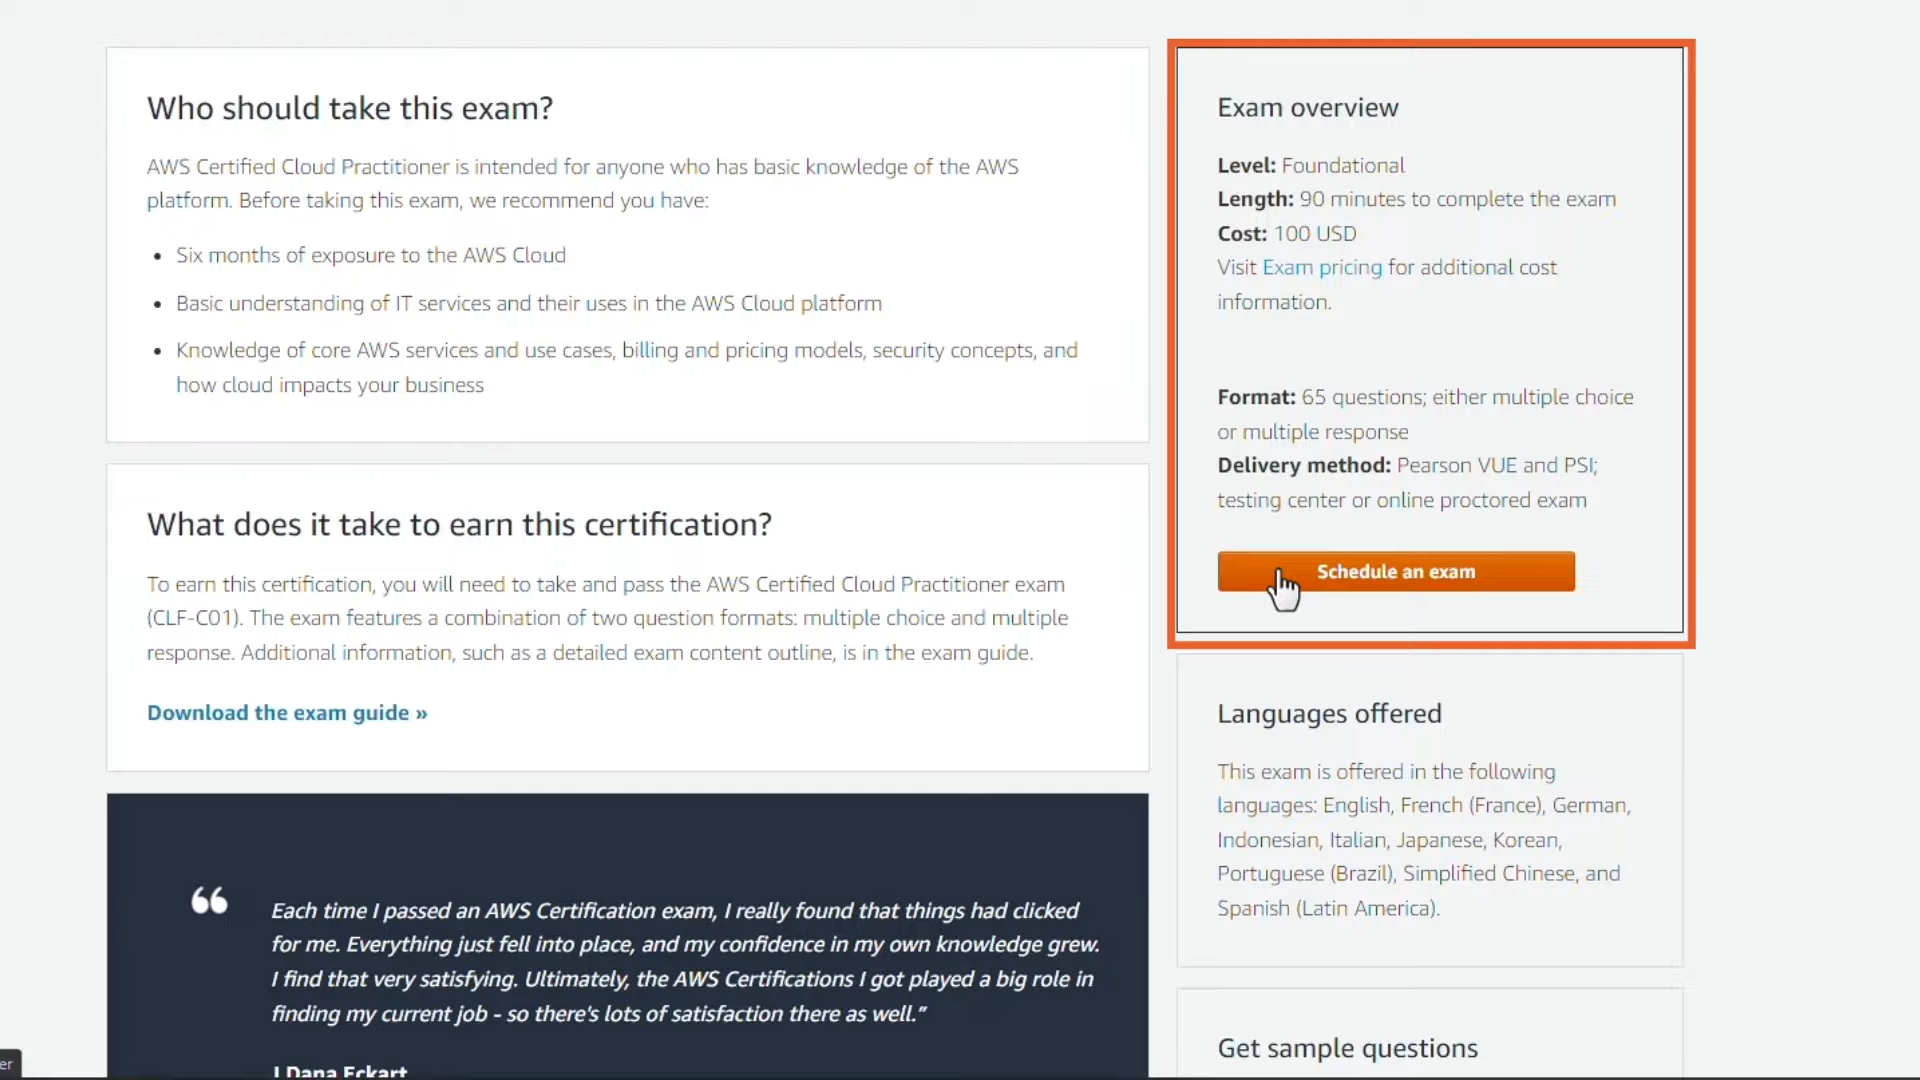 Who should take this exam?
AWS Certified Cloud Practitioner is intended for anyone who has basic knowledge of the AWS
platform. Before taking this exam, we recommend you have:
• Six months of exposure to the AWS Cloud
• Basic understanding of IT services and their uses in the AWS Cloud platform
• Knowledge of core AWS services and use cases, billing and pricing models, security concepts, and
how cloud impacts your business
What does it take to earn this certification?
To earn this certification, you will need to take and pass the AWS Certified Cloud Practitioner exam
(CLF-C01). The exam features a combination of two question formats: multiple choice and multiple
response. Additional information, such as a detailed exam content outline, is in the exam guide.
Download the exam guide »
“Each time I passed an AWS Certification exam, I really found that things had clicked
for me. Everything just fell into place, and my confidence in my own knowledge grew.
I find that very satisfying. Ultimately, the AWS Certifications I got played a big role in
finding my current job - so there's lots of satisfaction there as well.”
Dana Eckart
Exam overview
Level: Foundational
Length: 90 minutes to complete the exam
Cost: 100 USD
Visit Exam pricing for additional cost
information.
Format: 65 questions; either multiple choice
or multiple response
Delivery method: Pearson VUE and PSI;
testing center or online proctored exam
Schedule an exam
Languages offered
This exam is offered in the following
languages: English, French (France), German,
Indonesian, Italian, Japanese, Korean,
Portuguese (Brazil), Simplified Chinese, and
Spanish (Latin America).
Get sample questions